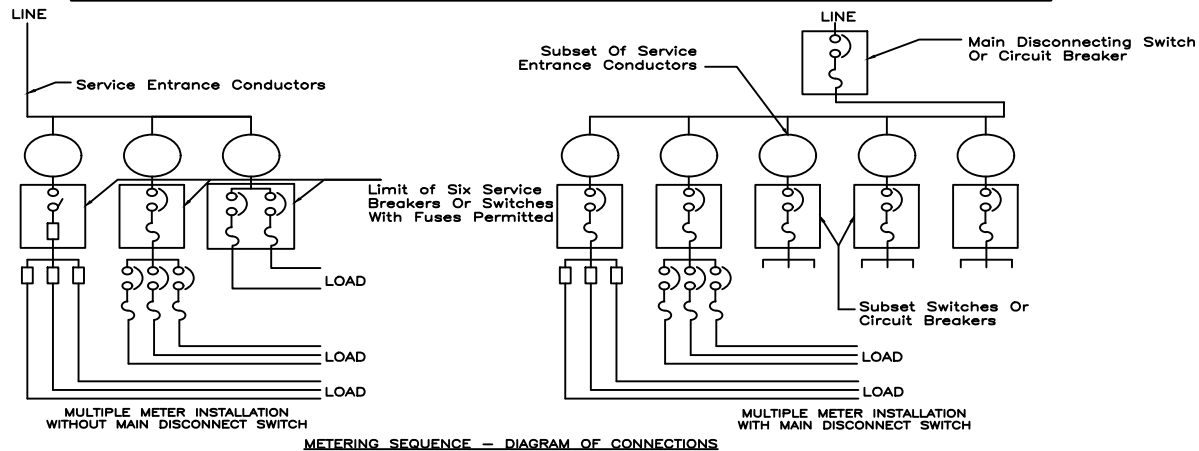 LINE
Service Entrance Conductors
Limit of Six Service
Breakers Or Switches
With Fuses Permitted
LOAD
LOAD
LOAD
MULTIPLE METER INSTALLATION
WITHOUT MAIN DISCONNECT SWITCH
LINE
Main Disconnecting Switch
Or Circuit Breaker
Subset Of Service
Entrance Conductors
Subset Switches Or
Circuit Breakers
LOAD
LOAD
MULTIPLE METER INSTALLATION
WITH MAIN DISCONNECT SWITCH
METERING SEQUENCE – DIAGRAM OF CONNECTIONS